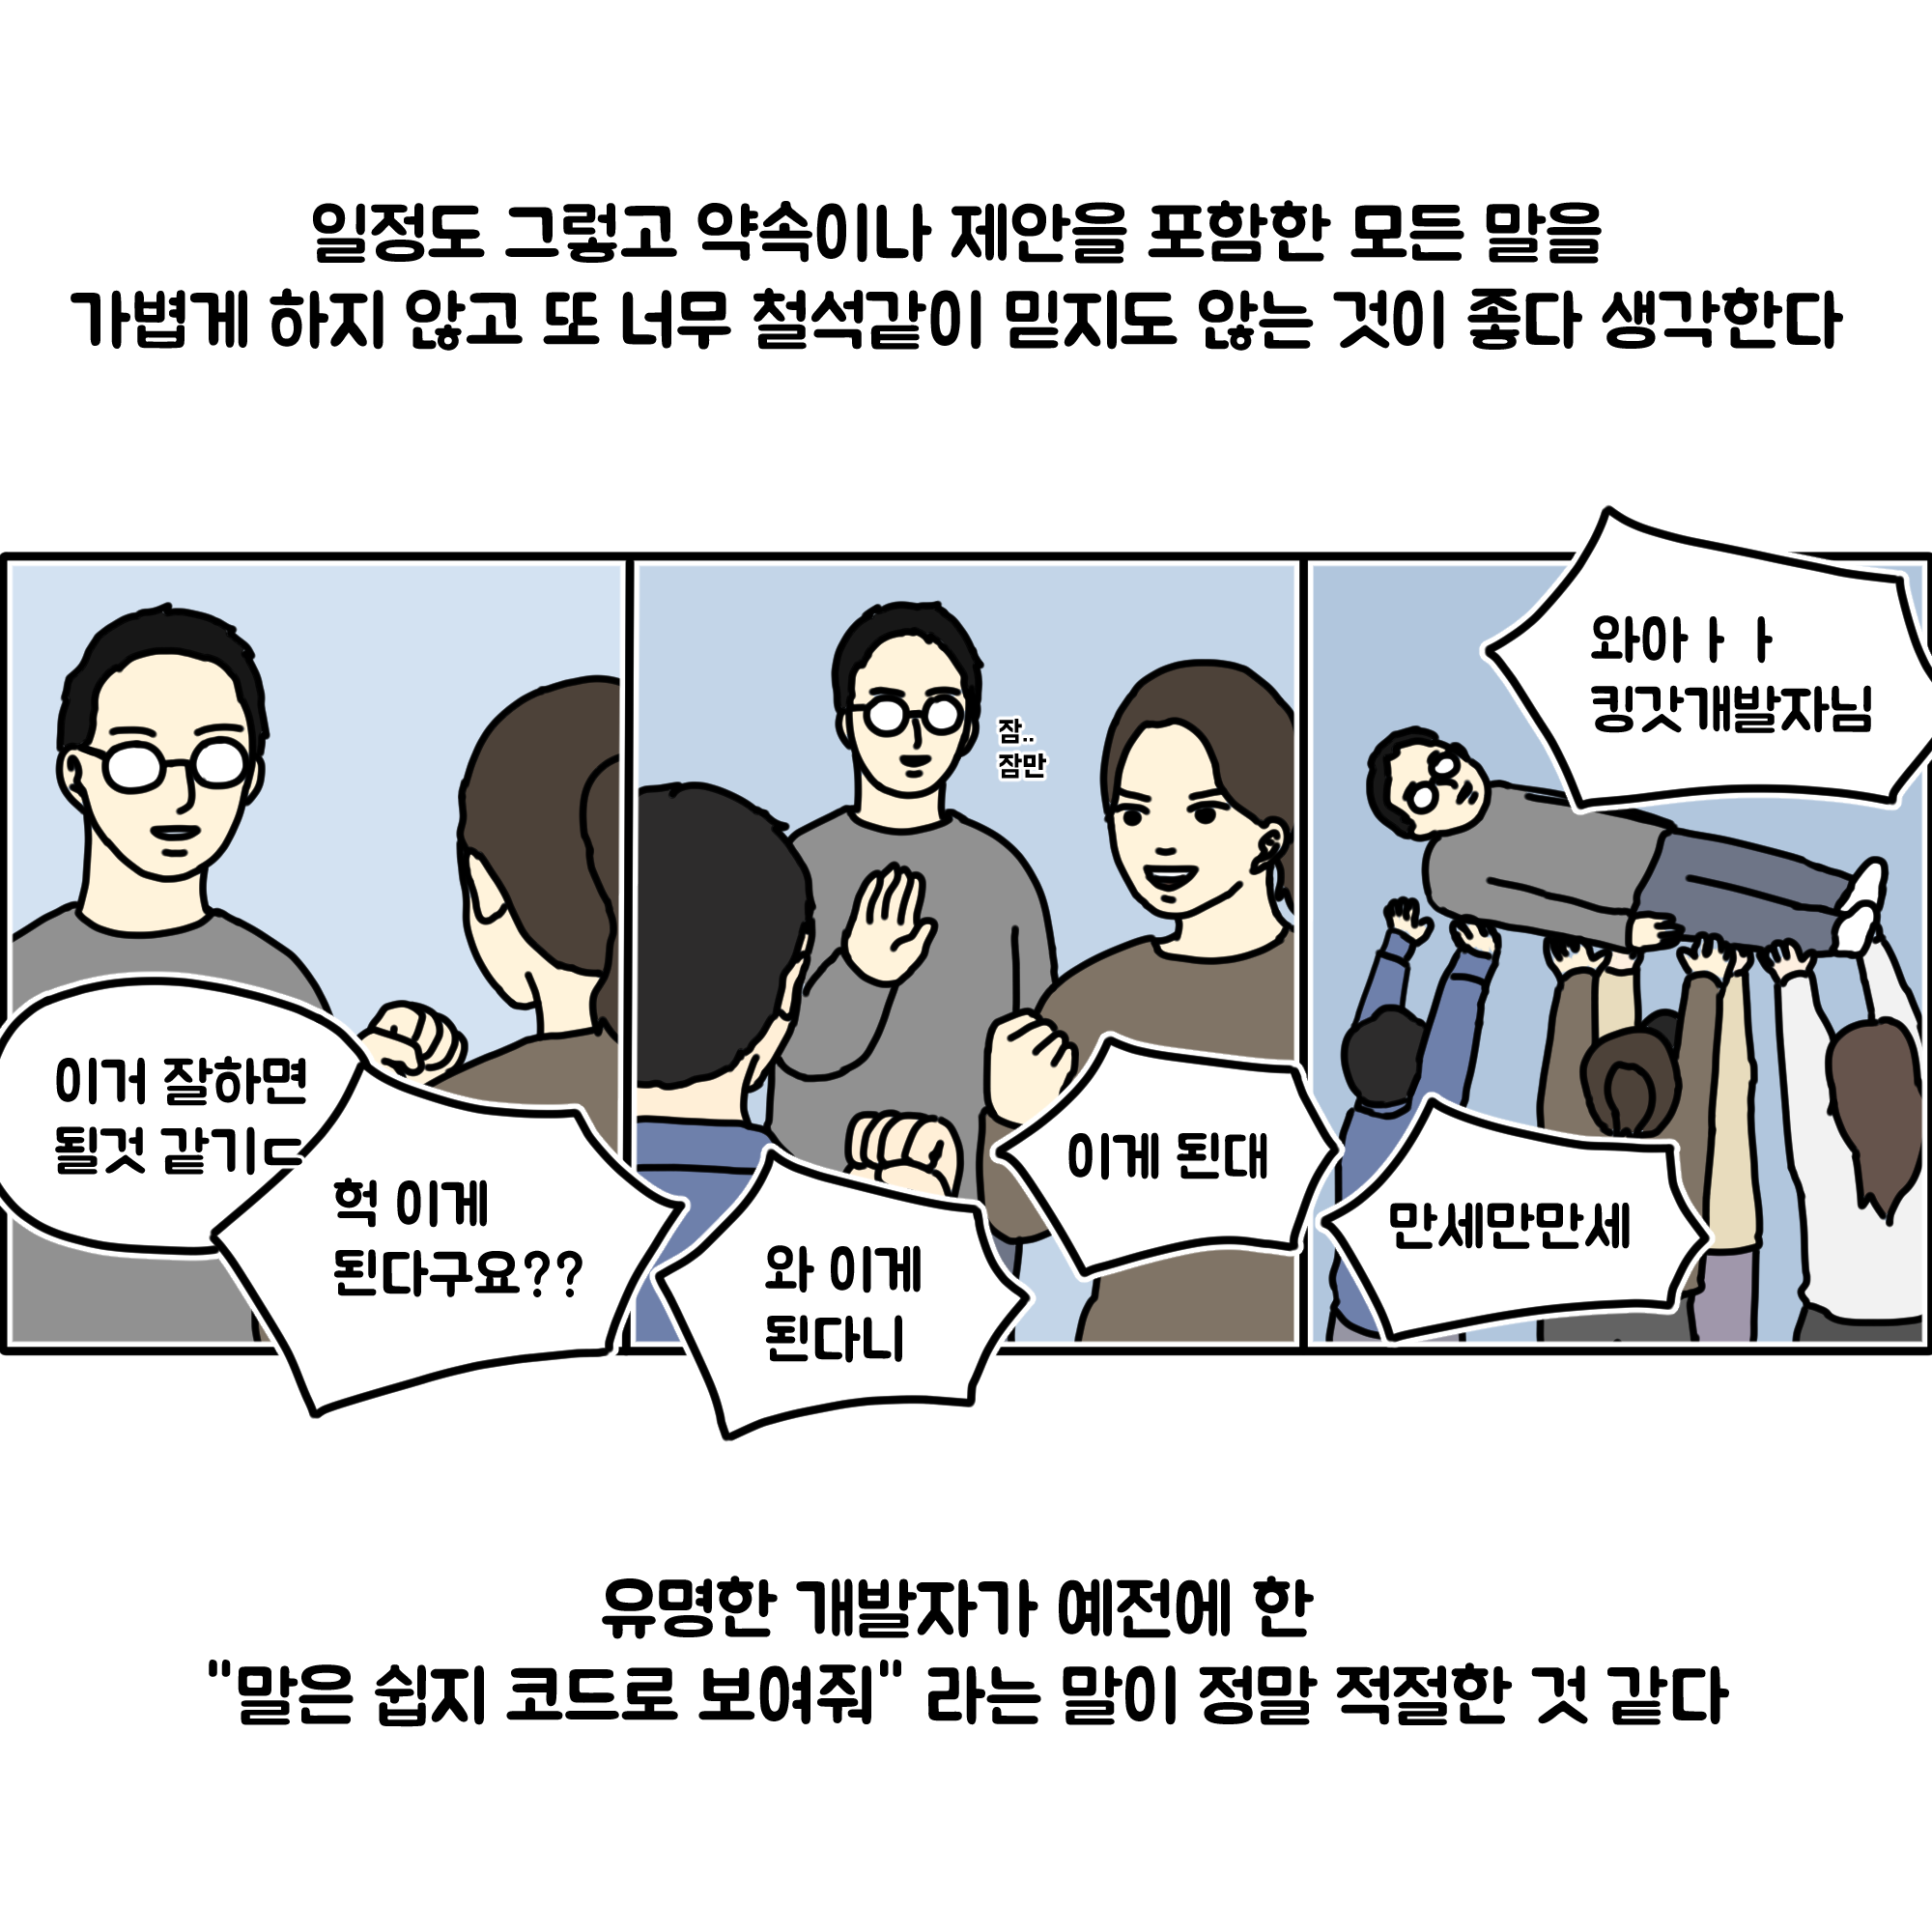 일정도 그렇고 약속이나 제안을 포함한 모든 말을
가볍게 하지 않고 또 너무 철석같이 믿지도 않는 것이 좋다 생각한다
이거 잘하면
될것 같기ㄷ
헉 이게
된다구요??
잠..
잠만
와 이게
된다니
이게 된대
와아ㅏㅏ
킹갓개발자님
만세만만세
유명한 개발자가 예전에 한
"말은 쉽지 코드로 보여줘" 라는 말이 정말 적절한 것 같다